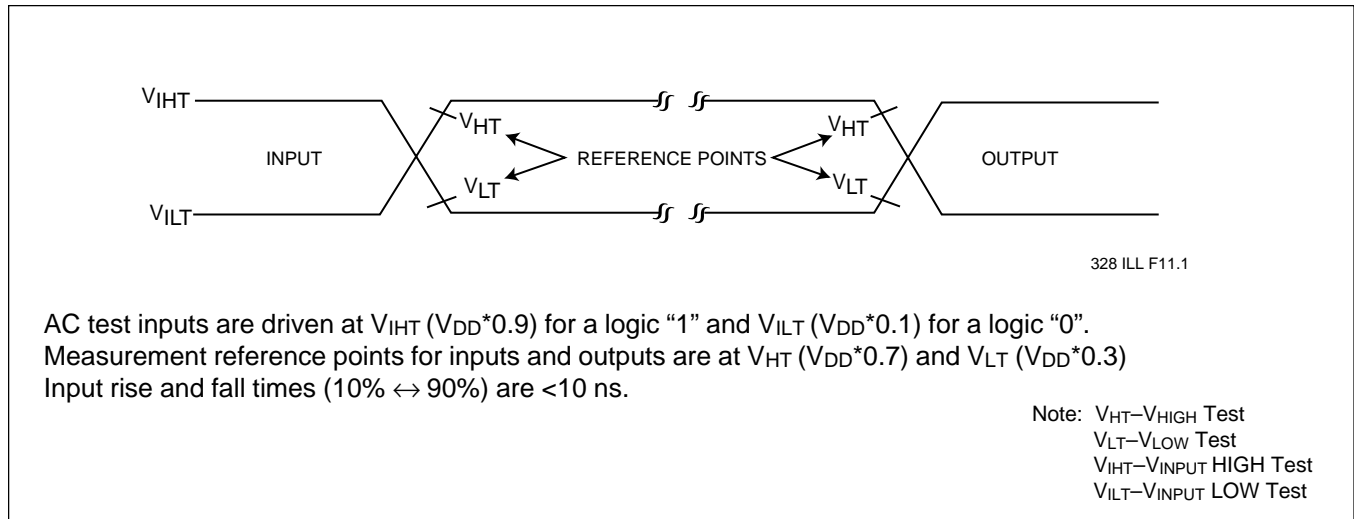 VIHT
VHT
VHT
INPUT
REFERENCE POINTS
OUTPUT
VLT
VLT
VILT
328 ILL F11.1
AC test inputs are driven at VIHT (VDD*0.9) for a logic “1” and VILT (VDD*0.1) for a logic “0”.
Measurement reference points for inputs and outputs are at VHT (VDD*0.7) and VLT (VDD*0.3)
Input rise and fall times (10% ↔ 90%) are <10 ns.
Note: VHT–VHIGH Test
VLT–VLOW Test
VIHT–VINPUT HIGH Test
VILT–VINPUT LOW Test